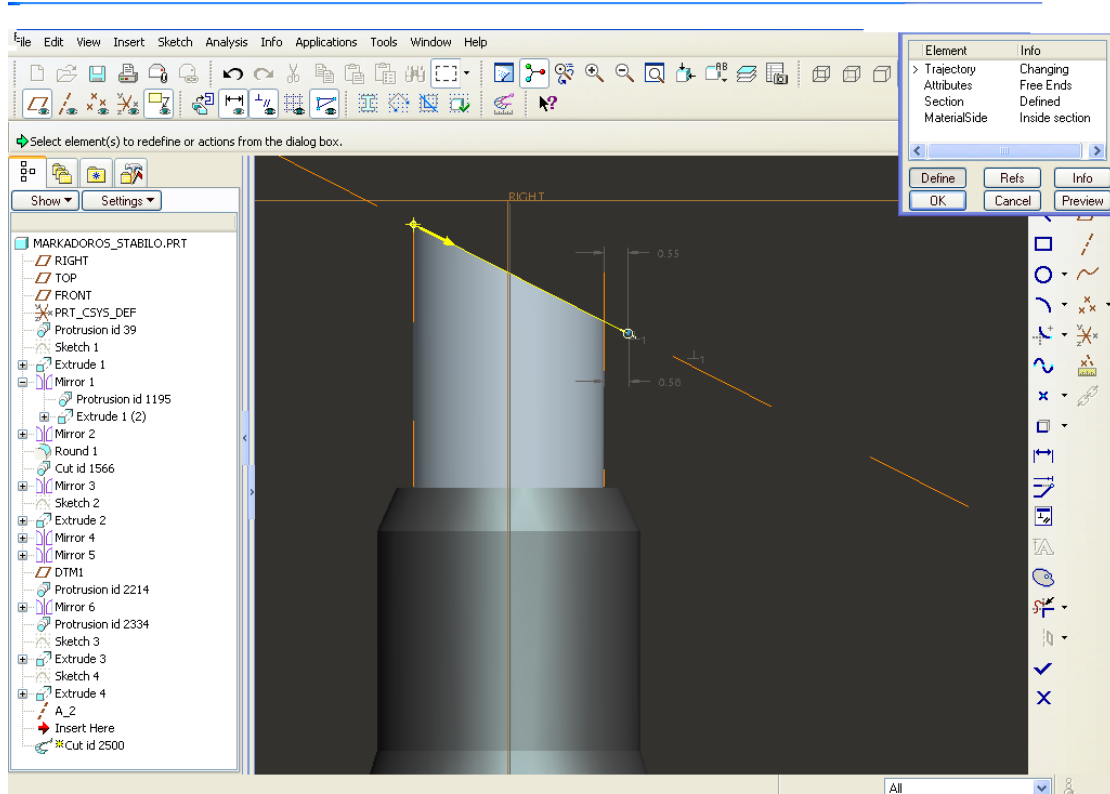 File Edit View Insert Sketch Analysis Info Applications Tools Window Help
Element Info
Trajectory Changing
Attributes Free Ends
Section Defined
MaterialSide Inside section
Define Refs Info
OK Cancel Preview
Select element(s) to redefine or actions from the dialog box.
Show Settings
MARKADOROS_STABILO.PRT
RIGHT
TOP
FRONT
PRT_CSYS_DEF
Protrusion id 39
Sketch 1
Extrude 1
Mirror 1
Protrusion id 1195
Extrude 1 (2)
Mirror 2
Round 1
Cut id 1566
Mirror 3
Sketch 2
Extrude 2
Mirror 4
Mirror 5
DTM1
Protrusion id 2214
Mirror 6
Protrusion id 2334
Sketch 3
Extrude 3
Sketch 4
Extrude 4
A_2
Insert Here
Cut id 2500
RIGHT
0.55
1
1
0.56
All